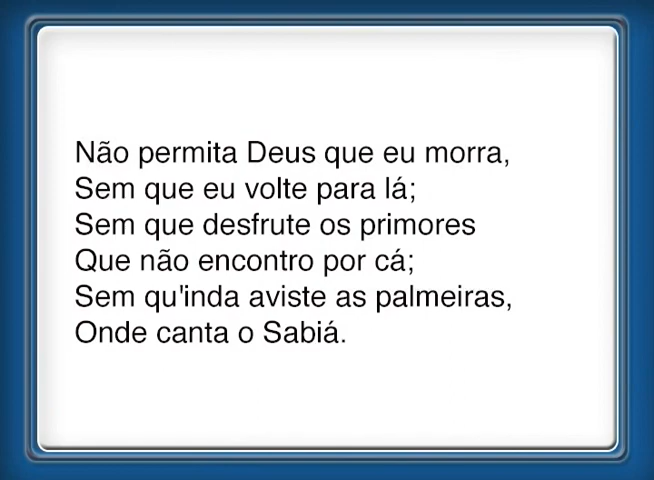 Não permita Deus que eu morra,
Sem que eu volte para lá;
Sem que desfrute os primores
Que não encontro por cá;
Sem qu'inda aviste as palmeiras,
Onde canta o Sabiá.